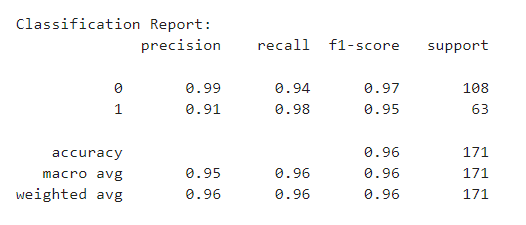 Classification Report:
precision recall f1-score support
0 0.99 0.94 0.97 108
1 0.91 0.98 0.95 63
accuracy 0.96 171
macro avg 0.95 0.96 0.96 171
weighted avg 0.96 0.96 0.96 171